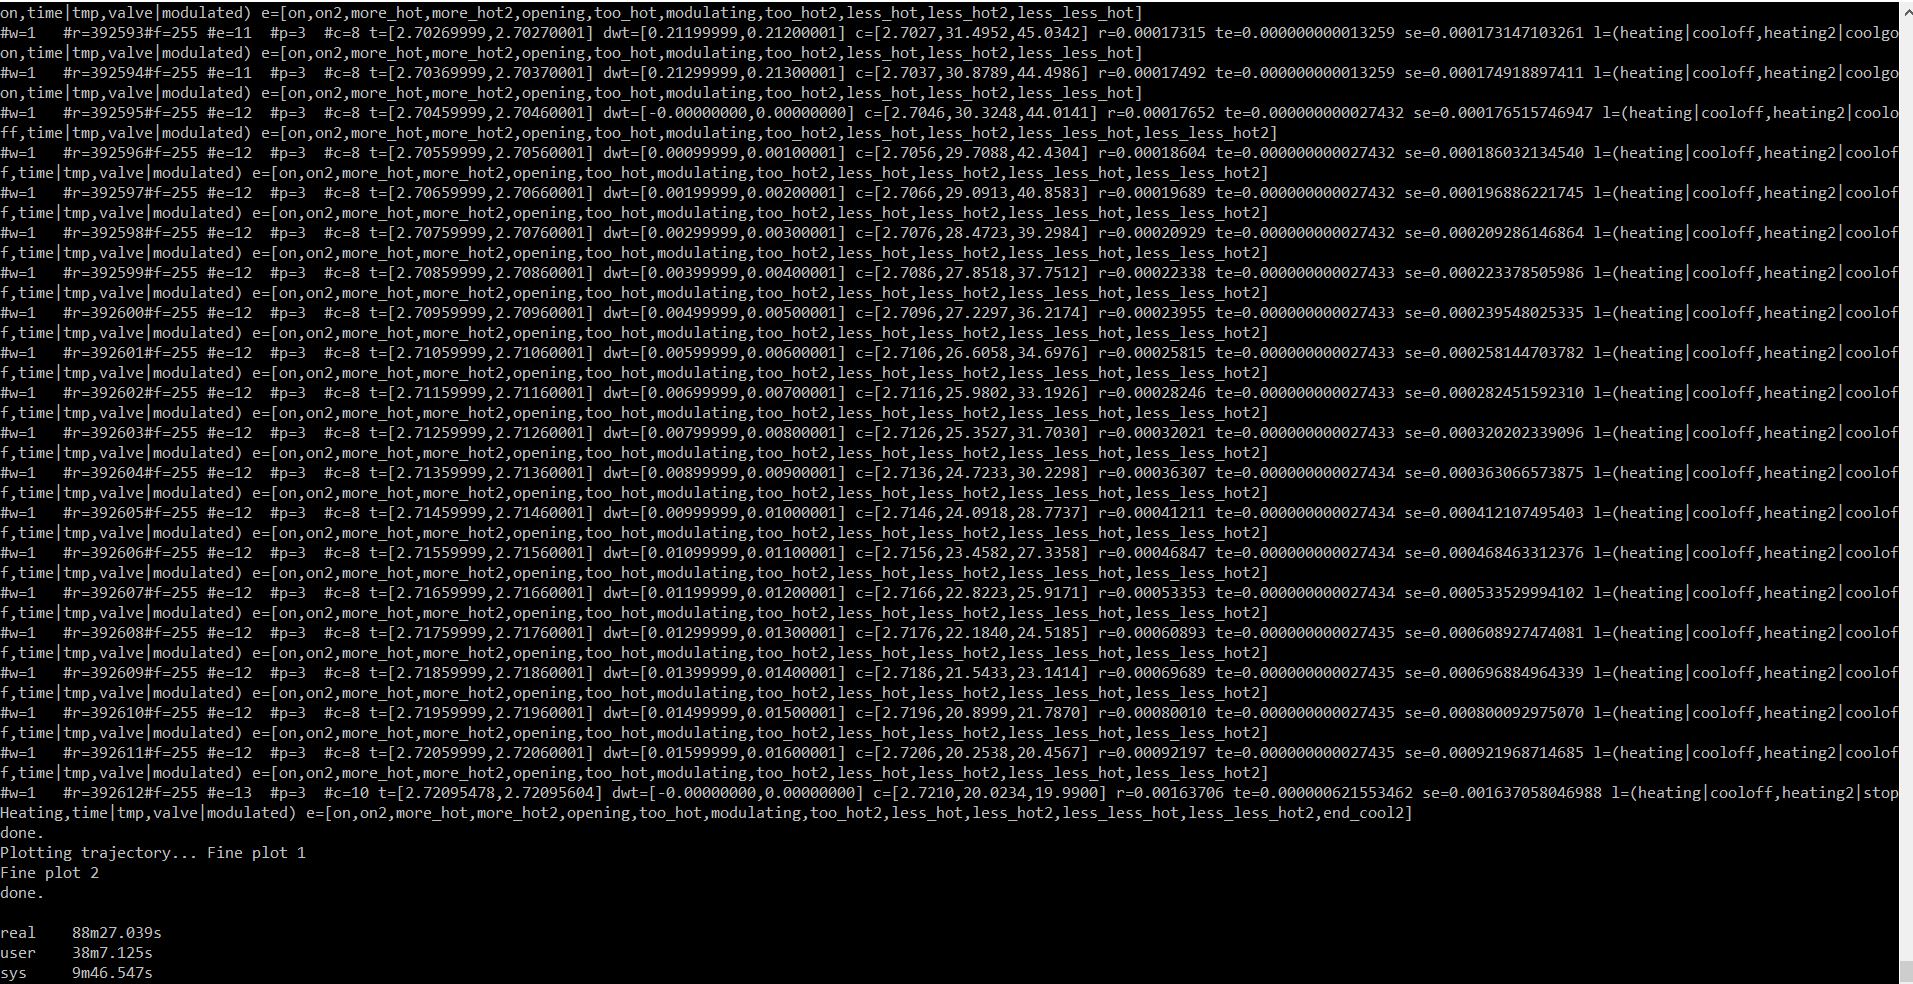 on,time|tmp,valve|modulated) e=[on,on2,more_hot,more_hot2,opening,too_hot,modulating,too_hot2,less_hot,less_hot2,less_less_hot]
#w=1   #r=392593#f=255 #e=11  #p=3  #c=8 t=[2.70269999,2.70270001] dwt=[0.21199999,0.21200001] c=[2.7027,31.4952,45.0342] r=0.00017315 te=0.000000000013259 se=0.000173147103261 l=(heating|cooloff,heating2|coolgo
on,time|tmp,valve|modulated) e=[on,on2,more_hot,more_hot2,opening,too_hot,modulating,too_hot2,less_hot,less_hot2,less_less_hot]
#w=1   #r=392594#f=255 #e=11  #p=3  #c=8 t=[2.70369999,2.70370001] dwt=[0.21299999,0.21300001] c=[2.7037,30.8789,44.4986] r=0.00017492 te=0.000000000013259 se=0.000174918897411 l=(heating|cooloff,heating2|coolgo
on,time|tmp,valve|modulated) e=[on,on2,more_hot,more_hot2,opening,too_hot,modulating,too_hot2,less_hot,less_hot2,less_less_hot]
#w=1   #r=392595#f=255 #e=12  #p=3  #c=8 t=[2.70459999,2.70460001] dwt=[-0.00000000,0.00000000] c=[2.7046,30.3248,44.0141] r=0.00017652 te=0.000000000027432 se=0.000176515746947 l=(heating|cooloff,heating2|coolo
ff,time|tmp,valve|modulated) e=[on,on2,more_hot,more_hot2,opening,too_hot,modulating,too_hot2,less_hot,less_hot2,less_less_hot,less_less_hot2]
#w=1   #r=392596#f=255 #e=12  #p=3  #c=8 t=[2.70559999,2.70560001] dwt=[0.00099999,0.00100001] c=[2.7056,29.7088,42.4304] r=0.00018604 te=0.000000000027432 se=0.000186032134540 l=(heating|cooloff,heating2|coolof
f,time|tmp,valve|modulated) e=[on,on2,more_hot,more_hot2,opening,too_hot,modulating,too_hot2,less_hot,less_hot2,less_less_hot,less_less_hot2]
#w=1   #r=392597#f=255 #e=12  #p=3  #c=8 t=[2.70659999,2.70660001] dwt=[0.00199999,0.00200001] c=[2.7066,29.0913,40.8583] r=0.00019689 te=0.000000000027432 se=0.000196886221745 l=(heating|cooloff,heating2|coolof
f,time|tmp,valve|modulated) e=[on,on2,more_hot,more_hot2,opening,too_hot,modulating,too_hot2,less_hot,less_hot2,less_less_hot,less_less_hot2]
#w=1   #r=392598#f=255 #e=12  #p=3  #c=8 t=[2.70759999,2.70760001] dwt=[0.00299999,0.00300001] c=[2.7076,28.4723,39.2984] r=0.00020929 te=0.000000000027432 se=0.000209286146864 l=(heating|cooloff,heating2|coolof
f,time|tmp,valve|modulated) e=[on,on2,more_hot,more_hot2,opening,too_hot,modulating,too_hot2,less_hot,less_hot2,less_less_hot,less_less_hot2]
#w=1   #r=392599#f=255 #e=12  #p=3  #c=8 t=[2.70859999,2.70860001] dwt=[0.00399999,0.00400001] c=[2.7086,27.8518,37.7512] r=0.00022338 te=0.000000000027433 se=0.000223378505986 l=(heating|cooloff,heating2|coolof
f,time|tmp,valve|modulated) e=[on,on2,more_hot,more_hot2,opening,too_hot,modulating,too_hot2,less_hot,less_hot2,less_less_hot,less_less_hot2]
#w=1   #r=392600#f=255 #e=12  #p=3  #c=8 t=[2.70959999,2.70960001] dwt=[0.00499999,0.00500001] c=[2.7096,27.2297,36.2174] r=0.00023955 te=0.000000000027433 se=0.000239548025335 l=(heating|cooloff,heating2|coolof
f,time|tmp,valve|modulated) e=[on,on2,more_hot,more_hot2,opening,too_hot,modulating,too_hot2,less_hot,less_hot2,less_less_hot,less_less_hot2]
#w=1   #r=392601#f=255 #e=12  #p=3  #c=8 t=[2.71059999,2.71060001] dwt=[0.00599999,0.00600001] c=[2.7106,26.6058,34.6976] r=0.00025815 te=0.000000000027433 se=0.000258144703782 l=(heating|cooloff,heating2|coolof
f,time|tmp,valve|modulated) e=[on,on2,more_hot,more_hot2,opening,too_hot,modulating,too_hot2,less_hot,less_hot2,less_less_hot,less_less_hot2]
#w=1   #r=392602#f=255 #e=12  #p=3  #c=8 t=[2.71159999,2.71160001] dwt=[0.00699999,0.00700001] c=[2.7116,25.9802,33.1926] r=0.00028246 te=0.000000000027433 se=0.000282451592310 l=(heating|cooloff,heating2|coolof
f,time|tmp,valve|modulated) e=[on,on2,more_hot,more_hot2,opening,too_hot,modulating,too_hot2,less_hot,less_hot2,less_less_hot,less_less_hot2]
#w=1   #r=392603#f=255 #e=12  #p=3  #c=8 t=[2.71259999,2.71260001] dwt=[0.00799999,0.00800001] c=[2.7126,25.3527,31.7030] r=0.00032021 te=0.000000000027433 se=0.000320202339096 l=(heating|cooloff,heating2|coolof
f,time|tmp,valve|modulated) e=[on,on2,more_hot,more_hot2,opening,too_hot,modulating,too_hot2,less_hot,less_hot2,less_less_hot,less_less_hot2]
#w=1   #r=392604#f=255 #e=12  #p=3  #c=8 t=[2.71359999,2.71360001] dwt=[0.00899999,0.00900001] c=[2.7136,24.7233,30.2298] r=0.00036307 te=0.000000000027434 se=0.000363066573875 l=(heating|cooloff,heating2|coolof
f,time|tmp,valve|modulated) e=[on,on2,more_hot,more_hot2,opening,too_hot,modulating,too_hot2,less_hot,less_hot2,less_less_hot,less_less_hot2]
#w=1   #r=392605#f=255 #e=12  #p=3  #c=8 t=[2.71459999,2.71460001] dwt=[0.00999999,0.01000001] c=[2.7146,24.0918,28.7737] r=0.00041211 te=0.000000000027434 se=0.000412107495403 l=(heating|cooloff,heating2|coolof
f,time|tmp,valve|modulated) e=[on,on2,more_hot,more_hot2,opening,too_hot,modulating,too_hot2,less_hot,less_hot2,less_less_hot,less_less_hot2]
#w=1   #r=392606#f=255 #e=12  #p=3  #c=8 t=[2.71559999,2.71560001] dwt=[0.01099999,0.01100001] c=[2.7156,23.4582,27.3358] r=0.00046847 te=0.000000000027434 se=0.000468463312376 l=(heating|cooloff,heating2|coolof
f,time|tmp,valve|modulated) e=[on,on2,more_hot,more_hot2,opening,too_hot,modulating,too_hot2,less_hot,less_hot2,less_less_hot,less_less_hot2]
#w=1   #r=392607#f=255 #e=12  #p=3  #c=8 t=[2.71659999,2.71660001] dwt=[0.01199999,0.01200001] c=[2.7166,22.8223,25.9171] r=0.00053353 te=0.000000000027434 se=0.000533529994102 l=(heating|cooloff,heating2|coolof
f,time|tmp,valve|modulated) e=[on,on2,more_hot,more_hot2,opening,too_hot,modulating,too_hot2,less_hot,less_hot2,less_less_hot,less_less_hot2]
#w=1   #r=392608#f=255 #e=12  #p=3  #c=8 t=[2.71759999,2.71760001] dwt=[0.01299999,0.01300001] c=[2.7176,22.1840,24.5185] r=0.00060893 te=0.000000000027435 se=0.000608927474081 l=(heating|cooloff,heating2|coolof
f,time|tmp,valve|modulated) e=[on,on2,more_hot,more_hot2,opening,too_hot,modulating,too_hot2,less_hot,less_hot2,less_less_hot,less_less_hot2]
#w=1   #r=392609#f=255 #e=12  #p=3  #c=8 t=[2.71859999,2.71860001] dwt=[0.01399999,0.01400001] c=[2.7186,21.5433,23.1414] r=0.00069689 te=0.000000000027435 se=0.000696884964339 l=(heating|cooloff,heating2|coolof
f,time|tmp,valve|modulated) e=[on,on2,more_hot,more_hot2,opening,too_hot,modulating,too_hot2,less_hot,less_hot2,less_less_hot,less_less_hot2]
#w=1   #r=392610#f=255 #e=12  #p=3  #c=8 t=[2.71959999,2.71960001] dwt=[0.01499999,0.01500001] c=[2.7196,20.8999,21.7870] r=0.00080010 te=0.000000000027435 se=0.000800092975070 l=(heating|cooloff,heating2|coolof
f,time|tmp,valve|modulated) e=[on,on2,more_hot,more_hot2,opening,too_hot,modulating,too_hot2,less_hot,less_hot2,less_less_hot,less_less_hot2]
#w=1   #r=392611#f=255 #e=12  #p=3  #c=8 t=[2.72059999,2.72060001] dwt=[0.01599999,0.01600001] c=[2.7206,20.2538,20.4567] r=0.00092197 te=0.000000000027435 se=0.000921968714685 l=(heating|cooloff,heating2|coolof
f,time|tmp,valve|modulated) e=[on,on2,more_hot,more_hot2,opening,too_hot,modulating,too_hot2,less_hot,less_hot2,less_less_hot,less_less_hot2]
#w=1   #r=392612#f=255 #e=13  #p=3  #c=10 t=[2.72095478,2.72095604] dwt=[-0.00000000,0.00000000] c=[2.7210,20.0234,19.9900] r=0.00163706 te=0.000000621553462 se=0.001637058046988 l=(heating|cooloff,heating2|stop
Heating,time|tmp,valve|modulated) e=[on,on2,more_hot,more_hot2,opening,too_hot,modulating,too_hot2,less_hot,less_hot2,less_less_hot,less_less_hot2,end_cool2]
done.
Plotting trajectory... Fine plot 1
Fine plot 2
done.
real    88m27.039s
user    38m7.125s
sys     9m46.547s